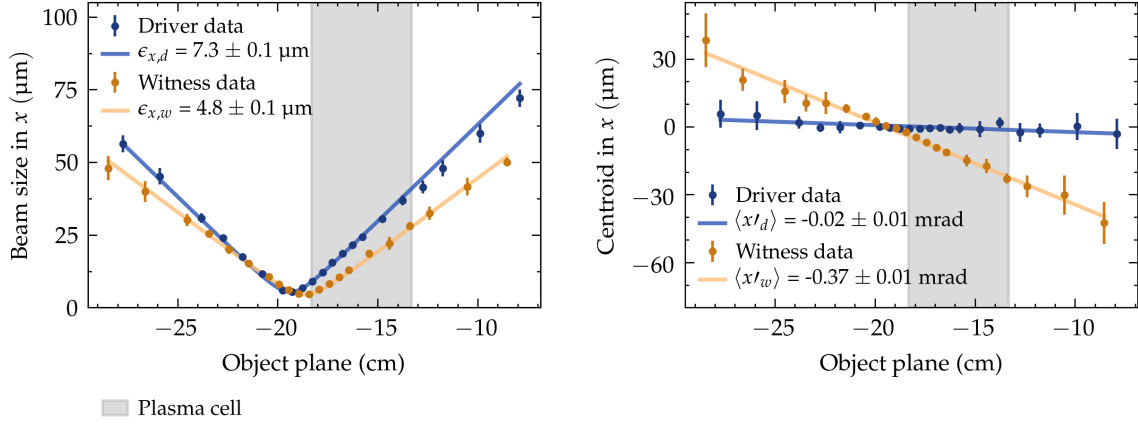 100
75
50
25
0
Beam size in x (µm)
Driver data
ϵx,d = 7.3 ± 0.1 µm
Witness data
ϵx,w = 4.8 ± 0.1 µm
−25
−20
−15
−10
Object plane (cm)
Plasma cell
30
0
−30
−60
Centroid in x (µm)
Driver data
⟨x′d⟩ = -0.02 ± 0.01 mrad
Witness data
⟨x′w⟩ = -0.37 ± 0.01 mrad
−25
−20
−15
−10
Object plane (cm)